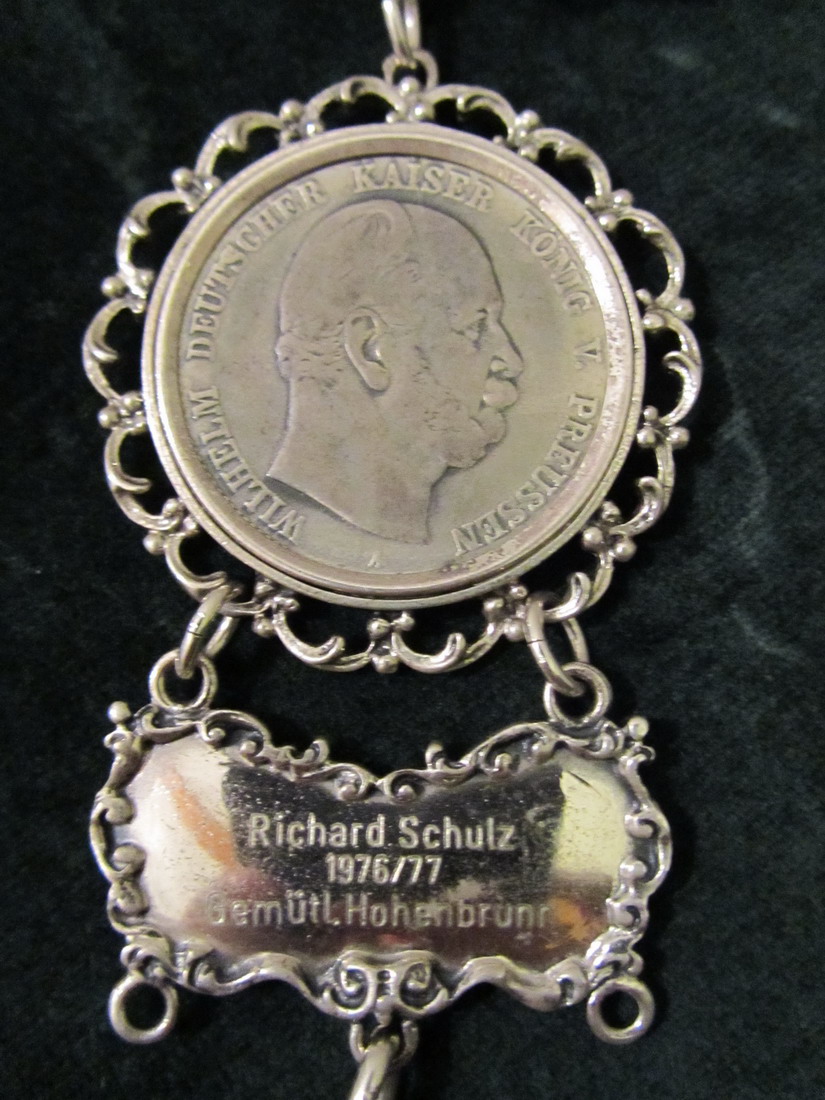 WILHELM DEUTSCHER KAISER KÖNIG V. PREUSSEN
A
Richard Schulz
1976/77
Gemütl. Hohenbrunn